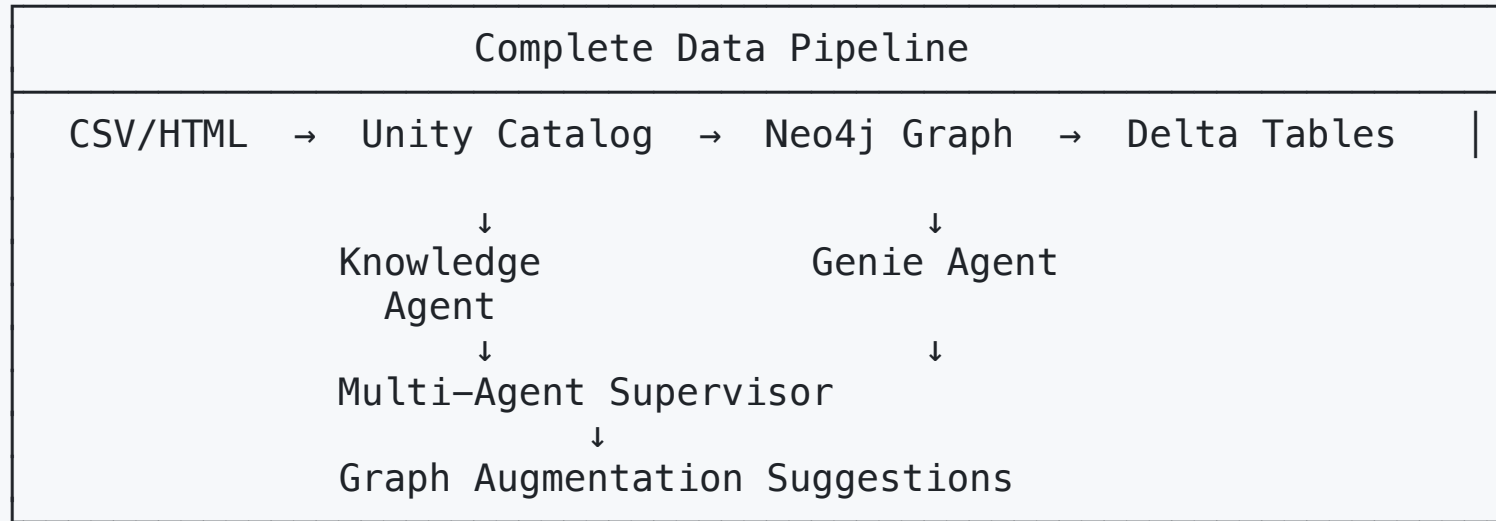 Complete Data Pipeline
CSV/HTML → Unity Catalog → Neo4j Graph → Delta Tables │
↓ ↓
Knowledge Genie Agent
Agent
↓ ↓
Multi-Agent Supervisor
↓
Graph Augmentation Suggestions